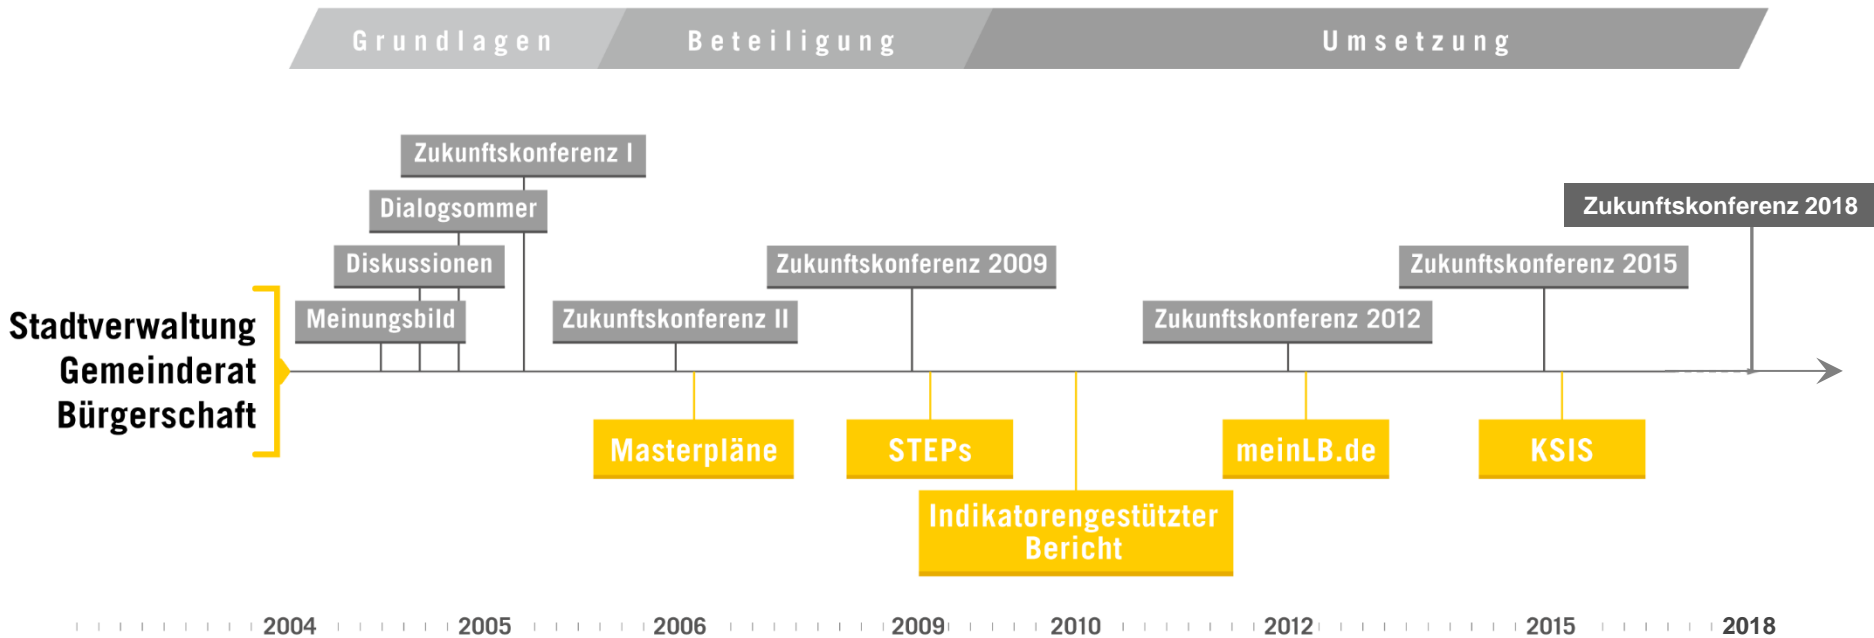 Grundlagen
Beteiligung
Umsetzung
Zukunftskonferenz I
Dialogsommer
Zukunftskonferenz 2018
Diskussionen
Zukunftskonferenz 2009
Zukunftskonferenz 2015
Meinungsbild
Zukunftskonferenz II
Zukunftskonferenz 2012
Stadtverwaltung
Gemeinderat
Bürgerschaft
Masterpläne
STEPs
meinLB.de
KSIS
Indikatorengestützter
Bericht
2004 2005 2006 2009 2010 2012 2015 2018